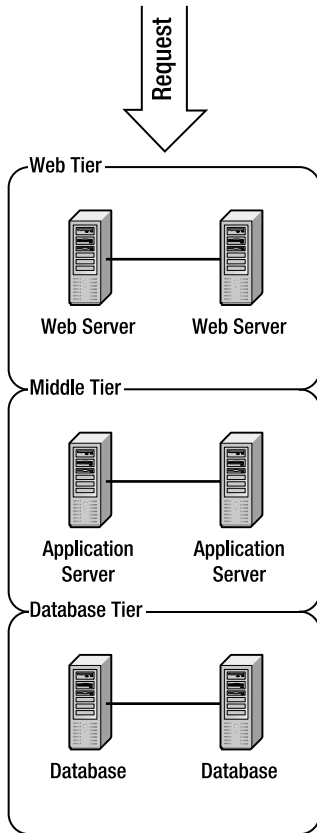 Request
Web Tier
Web Server
Web Server
Middle Tier
Application
Server
Application
Server
Database Tier
Database
Database